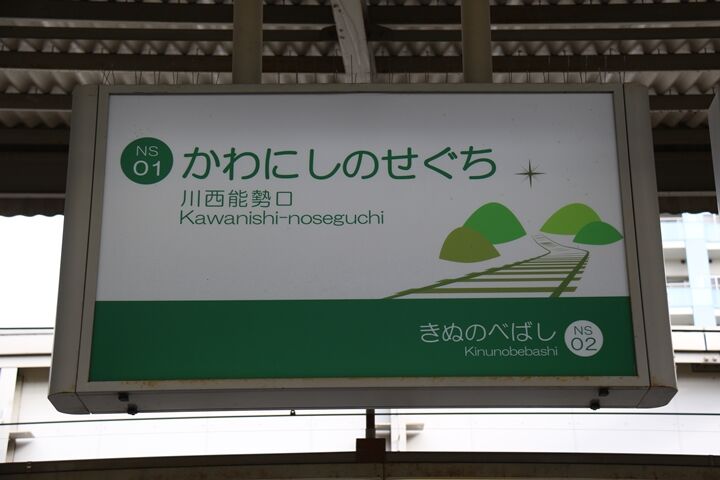 NS
01
かわにしのせぐち
川西能勢口
Kawanishi-noseguchi
きぬのべばし
Kinunobebashi
NS
02